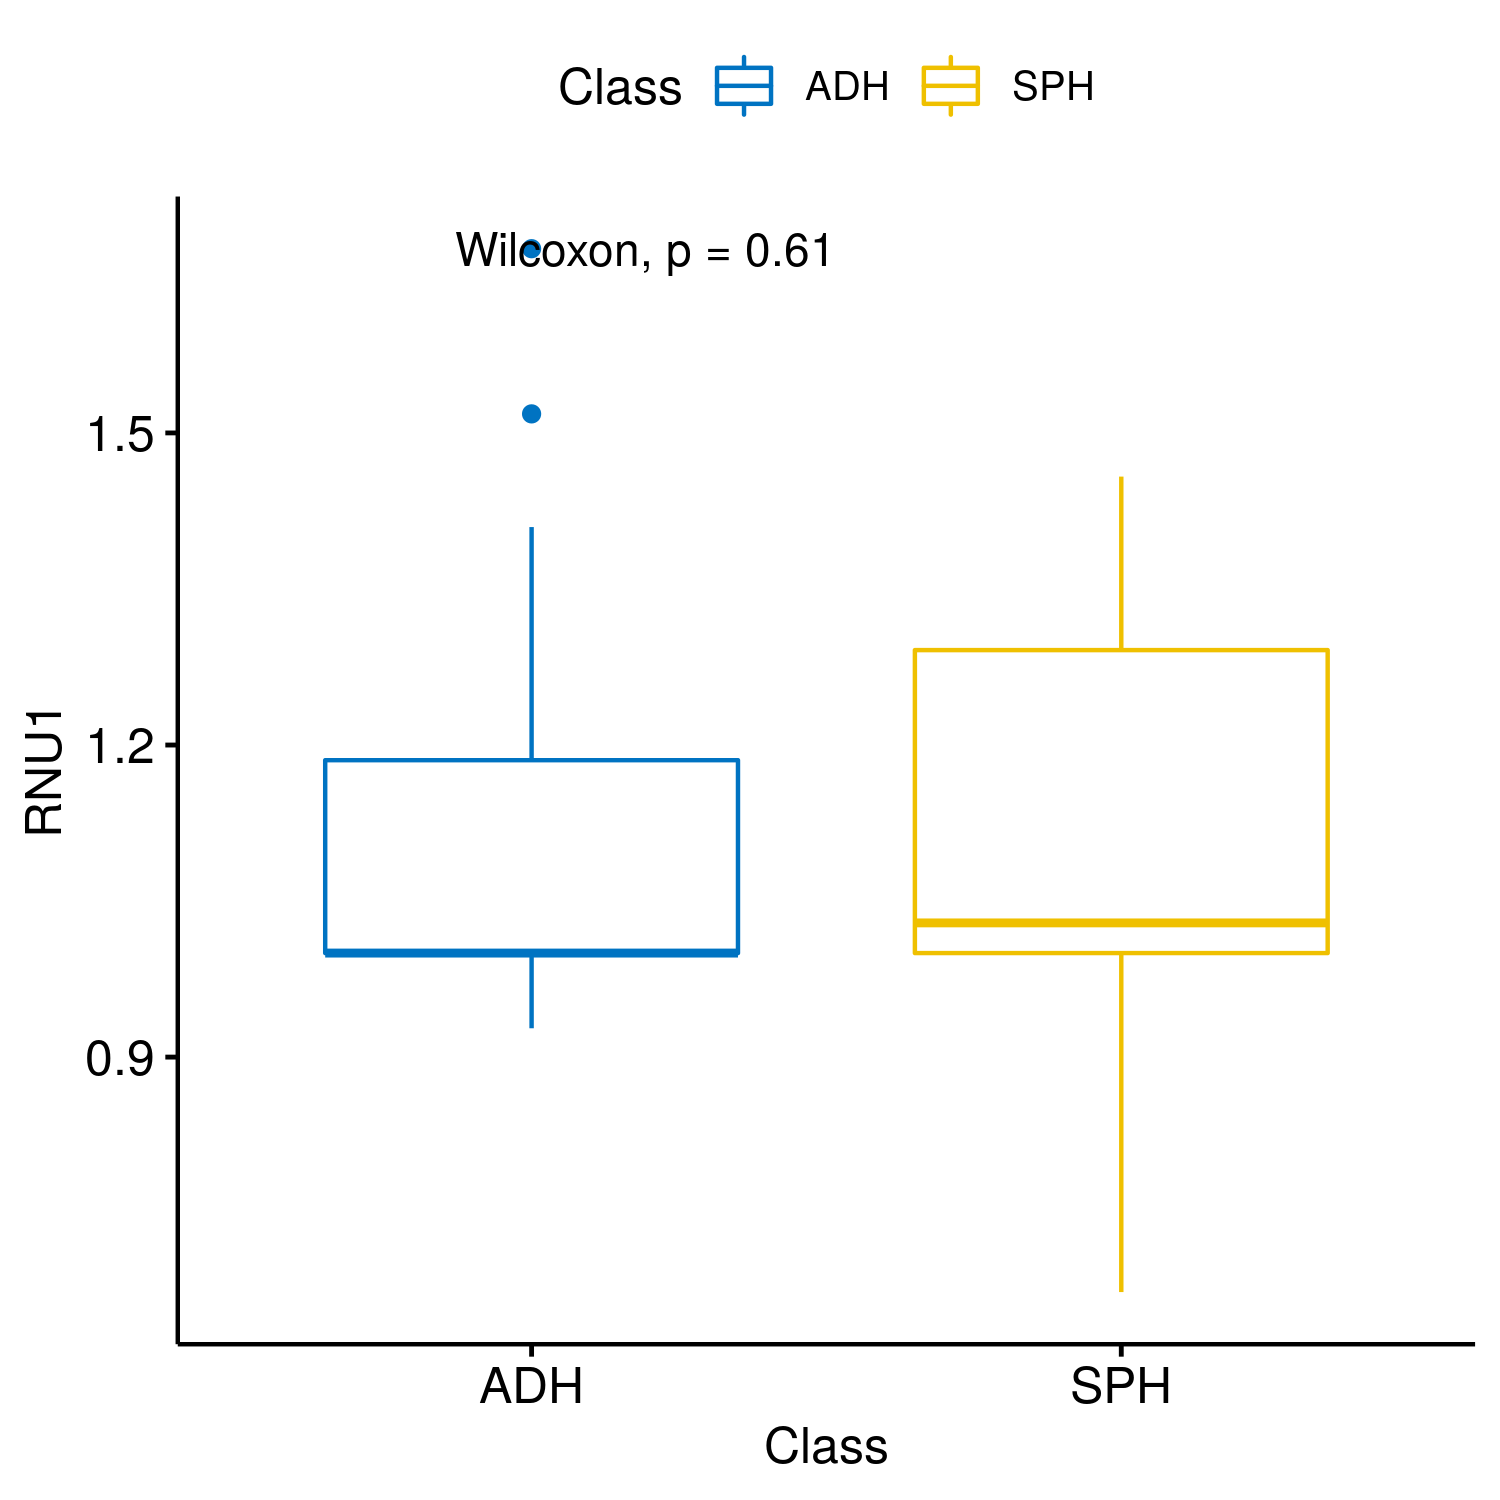 Class ADH SPH
Wilcoxon, p = 0.61
1.5
1.2
0.9
RNU1
ADH SPH
Class